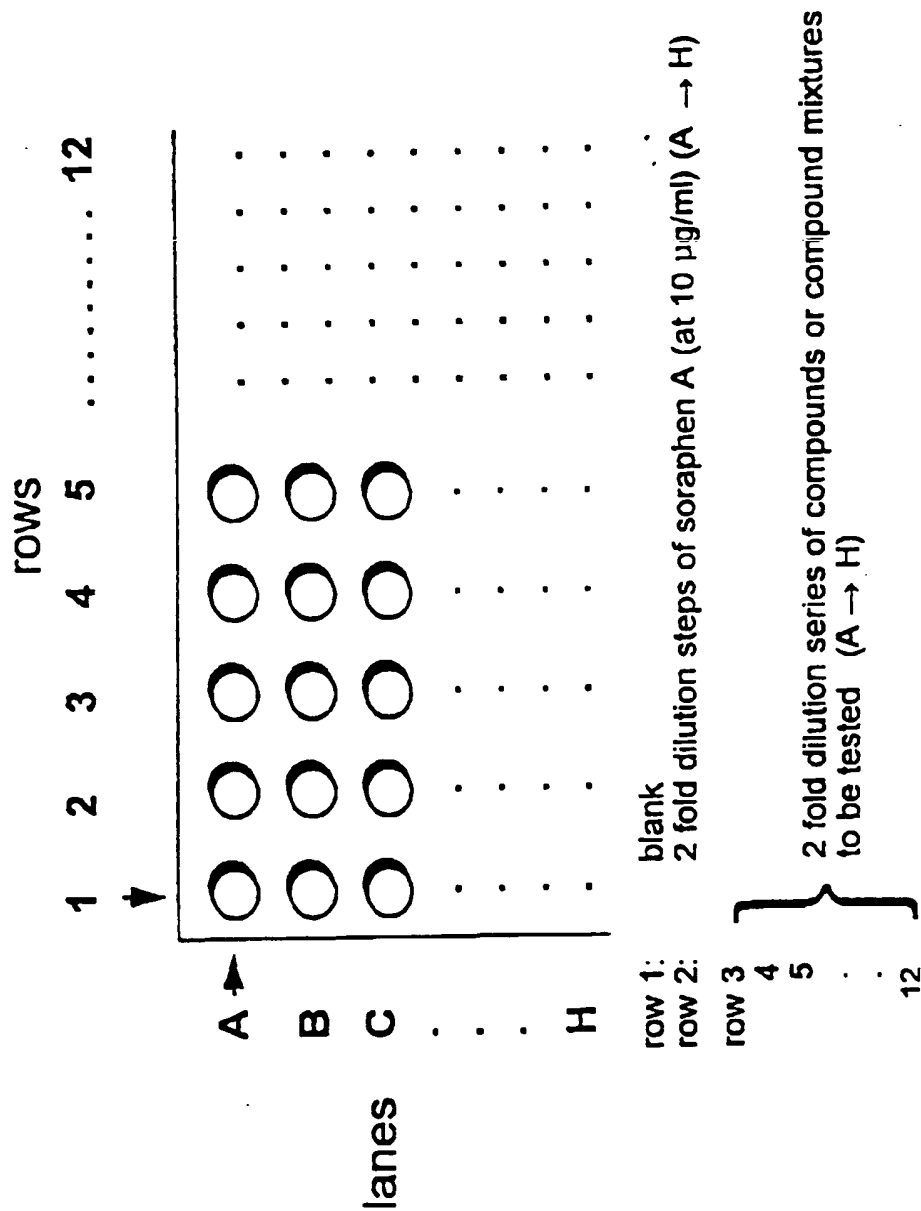 rows
1 2 3 4 5 . . . . . . . 12
lanes
A
B
C
.
.
.
H
row 1: blank
row 2: 2 fold dilution steps of soraphen A (at 10 µg/ml) (A → H)
row 3
4
5
.
.
12
2 fold dilution series of compounds or compound mixtures
to be tested (A → H)